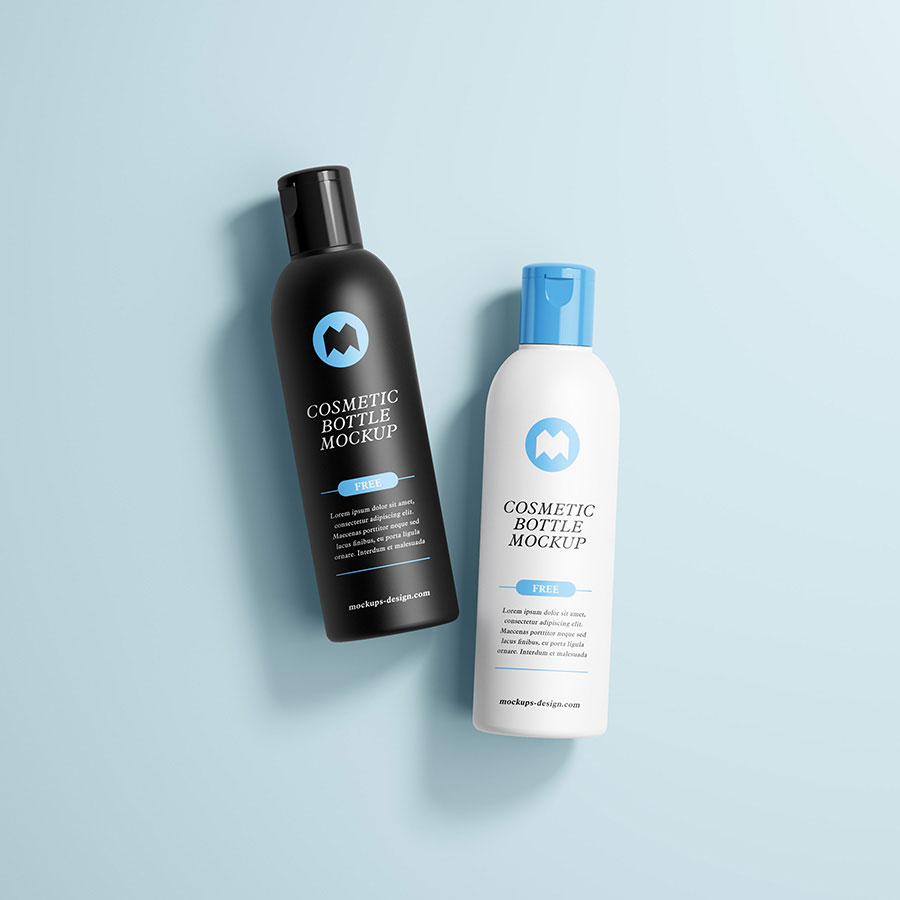 COSMETIC
BOTTLE
MOCKUP
FREE
Lorem ipsum dolor sit amet,
consectetur adipiscing elit.
Maecenas porttitor neque sed
lacus finibus, eu porta ligula
ornare. Interdum et malesuada
mockups-design.com
COSMETIC
BOTTLE
MOCKUP
FREE
Lorem ipsum dolor sit amet,
consectetur adipiscing elit.
Maecenas porttitor neque sed
lacus finibus, eu porta ligula
ornare. Interdum et malesuada
mockups-design.com